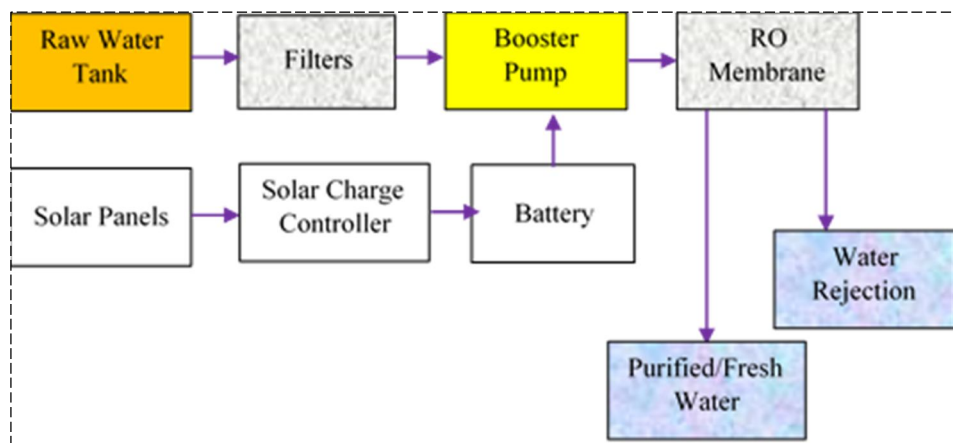 Raw Water
Tank
Filters
Booster
Pump
RO
Membrane
Solar Panels
Solar Charge
Controller
Battery
Water
Rejection
Purified/Fresh
Water